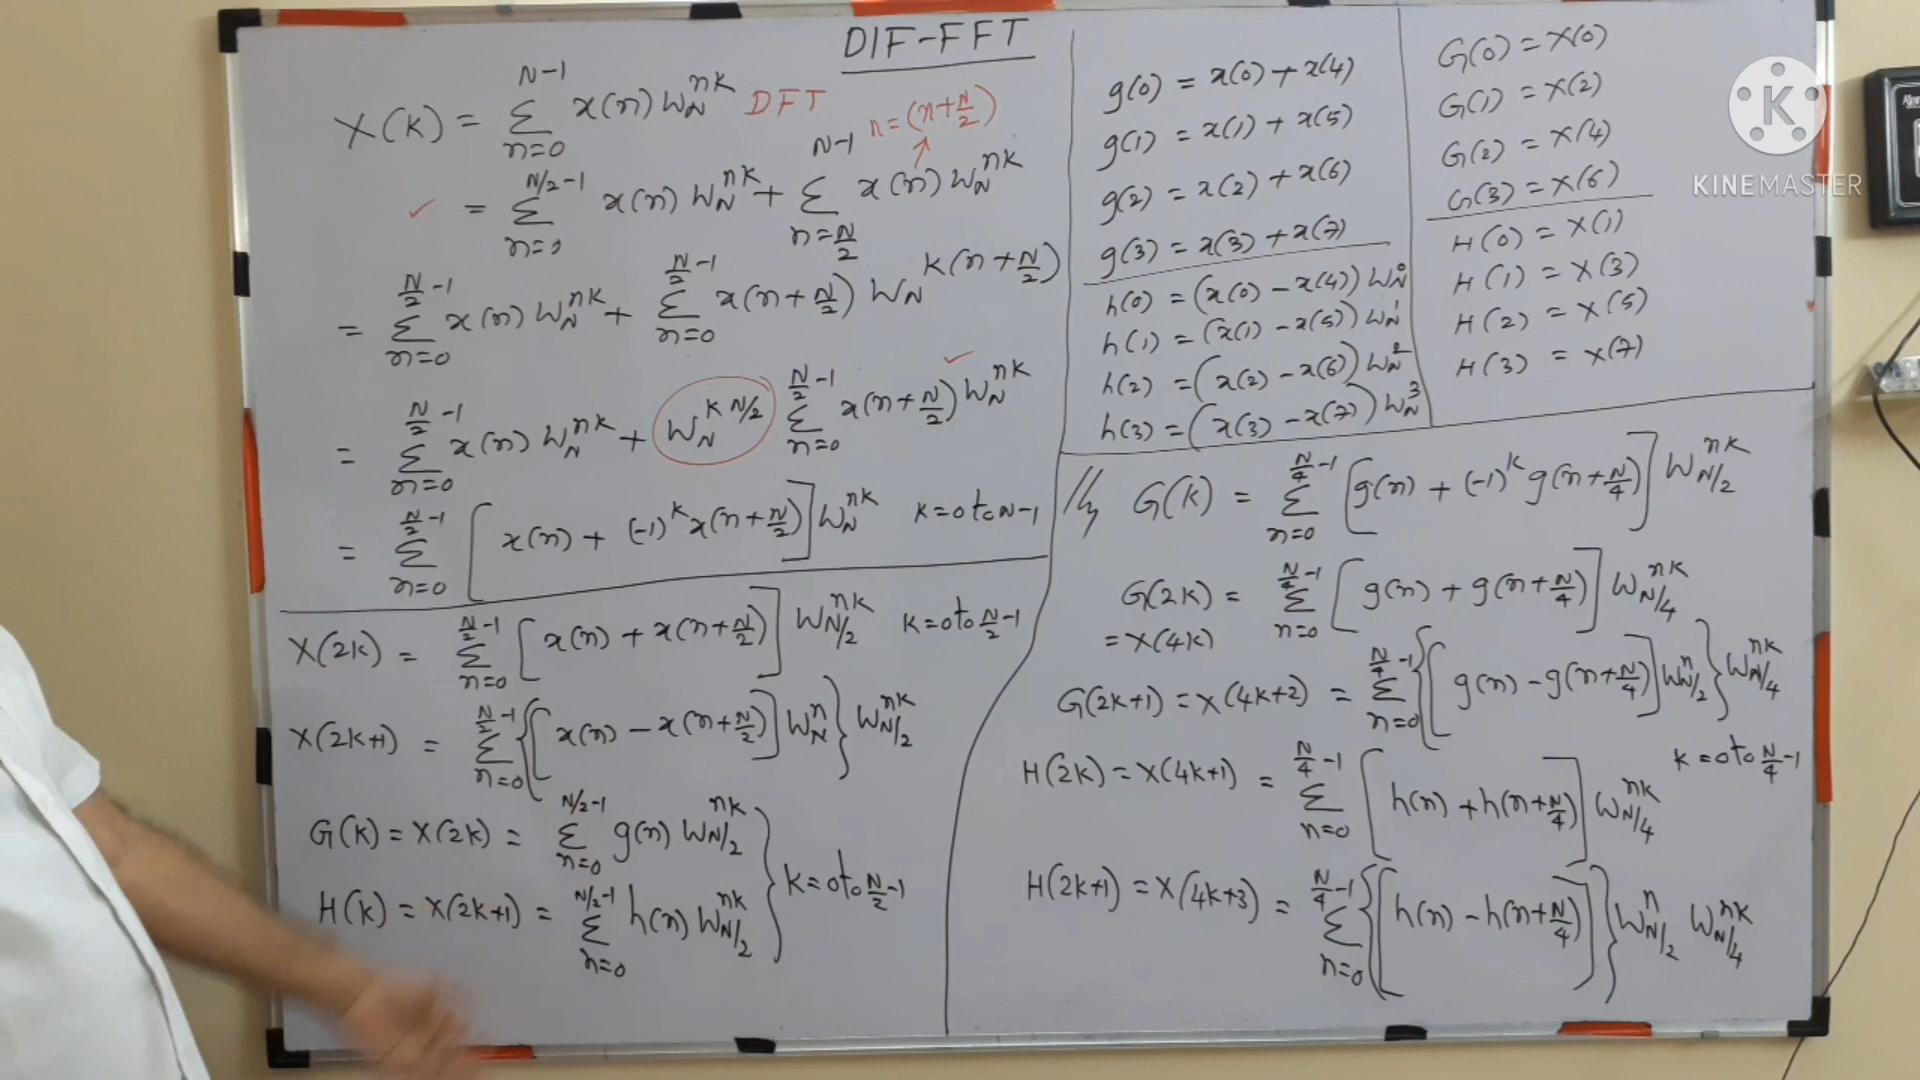 DIF-FFT
X(K) = Σ_{n=0}^{N-1} x(n) W_N^{nK} DFT
n=(n+N/2)
= Σ_{n=0}^{N/2-1} x(n) W_N^{nK} + Σ_{n=N/2}^{N-1} x(n) W_N^{nK}
= Σ_{n=0}^{N/2-1} x(n) W_N^{nK} + Σ_{n=0}^{N/2-1} x(n+N/2) W_N^{K(n+N/2)}
= Σ_{n=0}^{N/2-1} x(n) W_N^{nK} + W_N^{K N/2} Σ_{n=0}^{N/2-1} x(n+N/2) W_N^{nK}
= Σ_{n=0}^{N/2-1} [x(n) + (-1)^K x(n+N/2)] W_N^{nK} K=0 to N-1
X(2K) = Σ_{n=0}^{N/2-1} [x(n) + x(n+N/2)] W_{N/2}^{nK} K=0 to N/2-1
X(2K+1) = Σ_{n=0}^{N/2-1} {[x(n) - x(n+N/2)] W_N^n} W_{N/2}^{nK}
G(K) = X(2K) = Σ_{n=0}^{N/2-1} g(n) W_{N/2}^{nK}
H(K) = X(2K+1) = Σ_{n=0}^{N/2-1} h(n) W_{N/2}^{nK} } K=0 to N/2-1
g(0) = x(0) + x(4)
g(1) = x(1) + x(5)
g(2) = x(2) + x(6)
g(3) = x(3) + x(7)
h(0) = (x(0) - x(4)) W_N^0
h(1) = (x(1) - x(5)) W_N^1
h(2) = (x(2) - x(6)) W_N^2
h(3) = (x(3) - x(7)) W_N^3
G(0) = X(0)
G(1) = X(2)
G(2) = X(4)
G(3) = X(6)
H(0) = X(1)
H(1) = X(3)
H(2) = X(5)
H(3) = X(7)
G(K) = Σ_{n=0}^{N/4-1} [g(n) + (-1)^K g(n+N/4)] W_{N/2}^{nK}
G(2K) = Σ_{n=0}^{N/4-1} [g(n) + g(n+N/4)] W_{N/4}^{nK}
= X(4K)
G(2K+1) = X(4K+2) = Σ_{n=0}^{N/4-1} {[g(n) - g(n+N/4)] W_{N/2}^n} W_{N/4}^{nK}
K=0 to N/4-1
H(2K) = X(4K+1) = Σ_{n=0}^{N/4-1} [h(n) + h(n+N/4)] W_{N/4}^{nK}
H(2K+1) = X(4K+3) = Σ_{n=0}^{N/4-1} {[h(n) - h(n+N/4)]} W_{N/2}^n W_{N/4}^{nK}
K
KINEMASTER